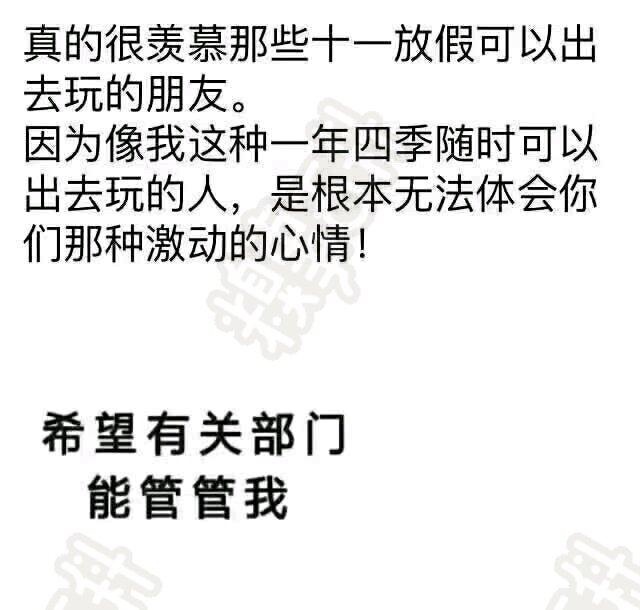 真的很羡慕那些十一放假可以出
去玩的朋友。
因为像我这种一年四季随时可以
出去玩的人，是根本无法体会你
们那种激动的心情！
希望有关部门
能管管我